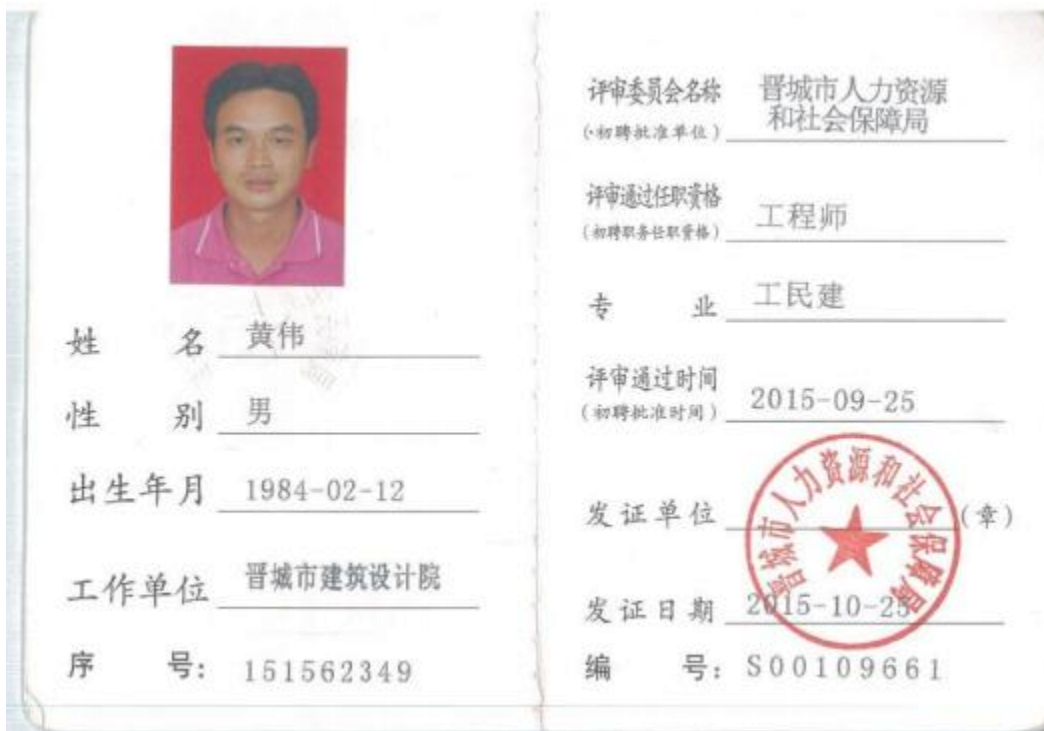 姓 名 黄伟
性 别 男
出生年月 1984-02-12
工作单位 晋城市建筑设计院
序 号: 151562349
评审委员会名称 晋城市人力资源
(初聘批准单位) 和社会保障局
评审通过任职资格 工程师
(初聘职务任职资格)
专 业 工民建
评审通过时间 2015-09-25
(初聘批准时间)
发证单位 (章)
晋城市人力资源和社会保障局
发证日期 2015-10-25
编 号: S00109661